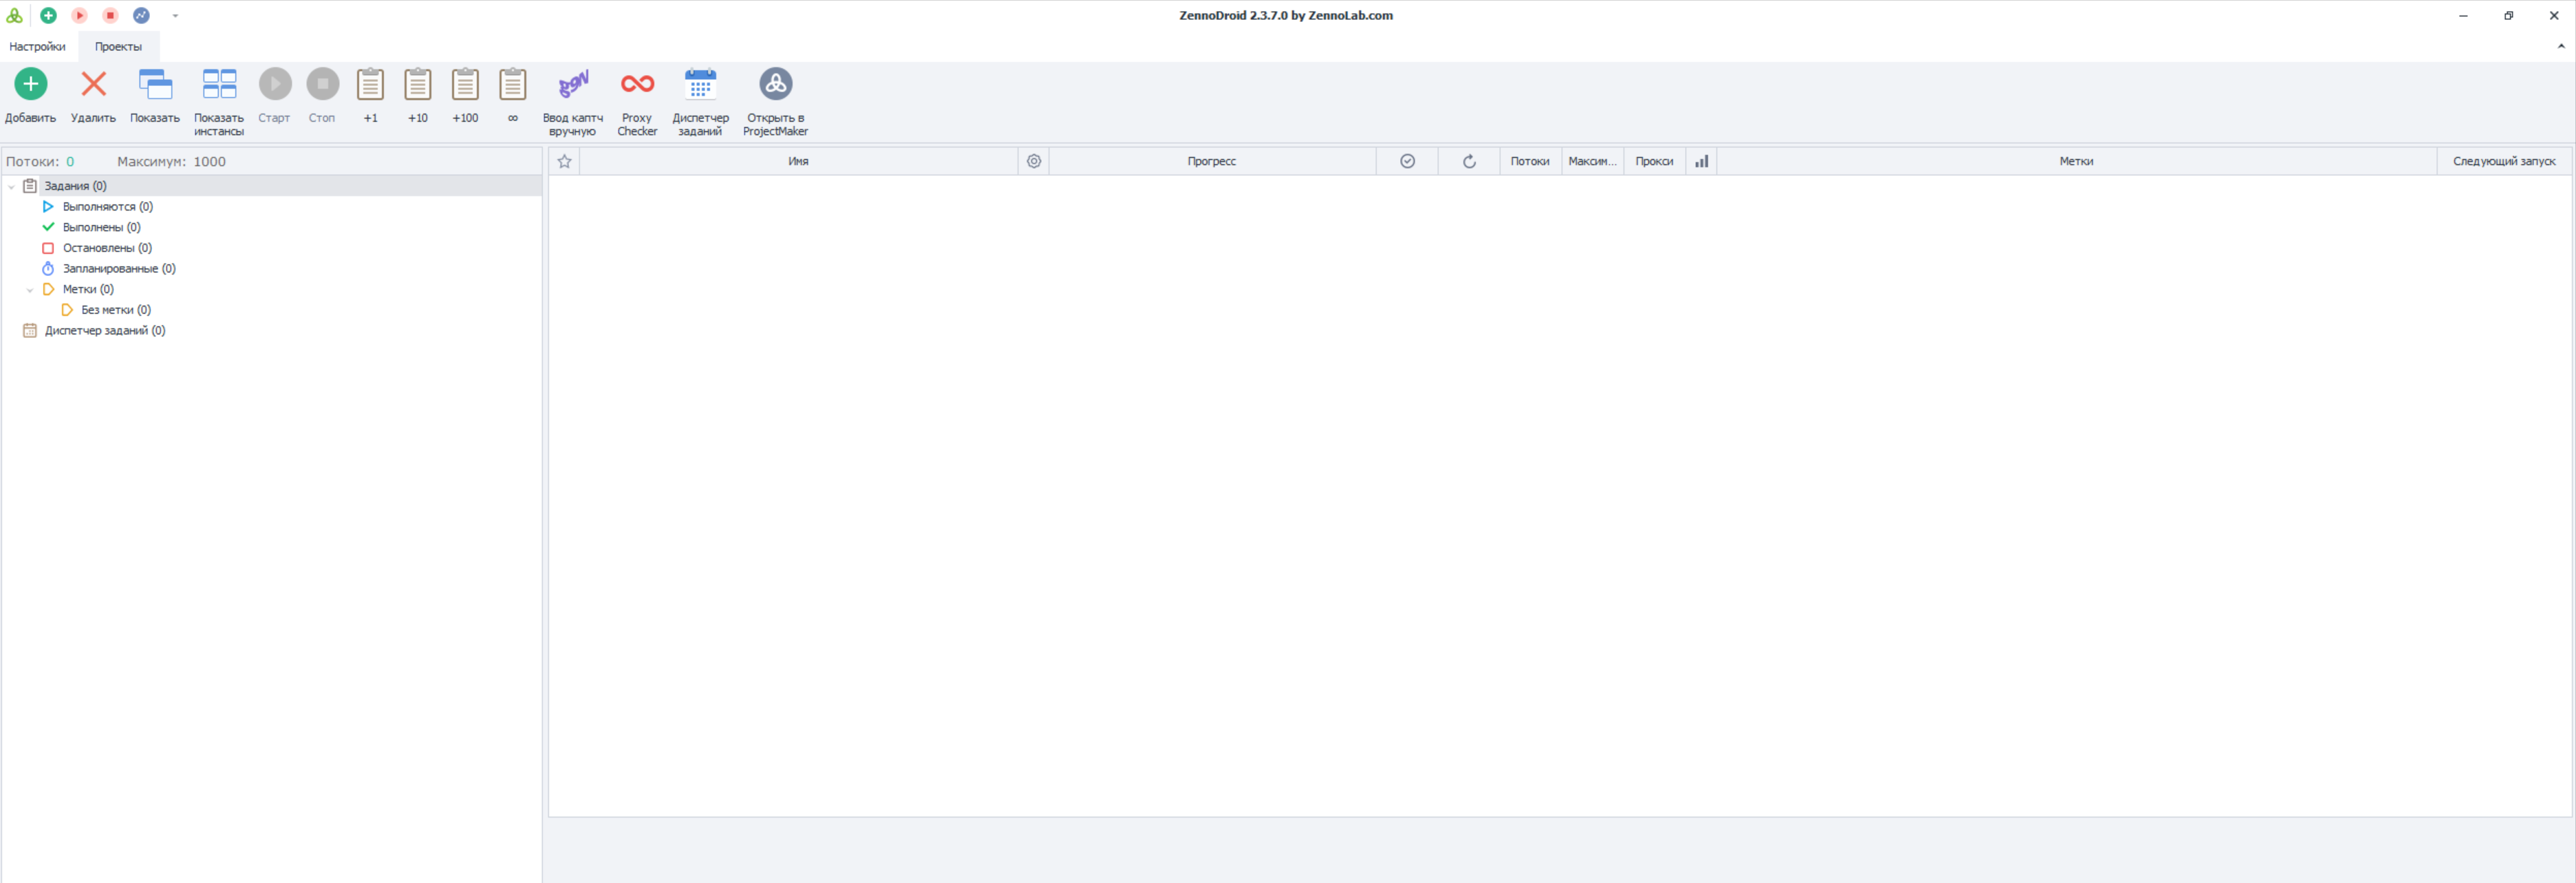 ZennoDroid 2.3.7.0 by ZennoLab.com
Настройки Проекты
Добавить Удалить Показать Показать инстансы Старт Стоп +1 +10 +100 ∞ Ввод каптч вручную Proxy Checker Диспетчер заданий Открыть в ProjectMaker
Потоки: 0 Максимум: 1000
Имя Прогресс Потоки Максим... Прокси Метки Следующий запуск
Задания (0)
Выполняются (0)
Выполнены (0)
Остановлены (0)
Запланированные (0)
Метки (0)
Без метки (0)
Диспетчер заданий (0)